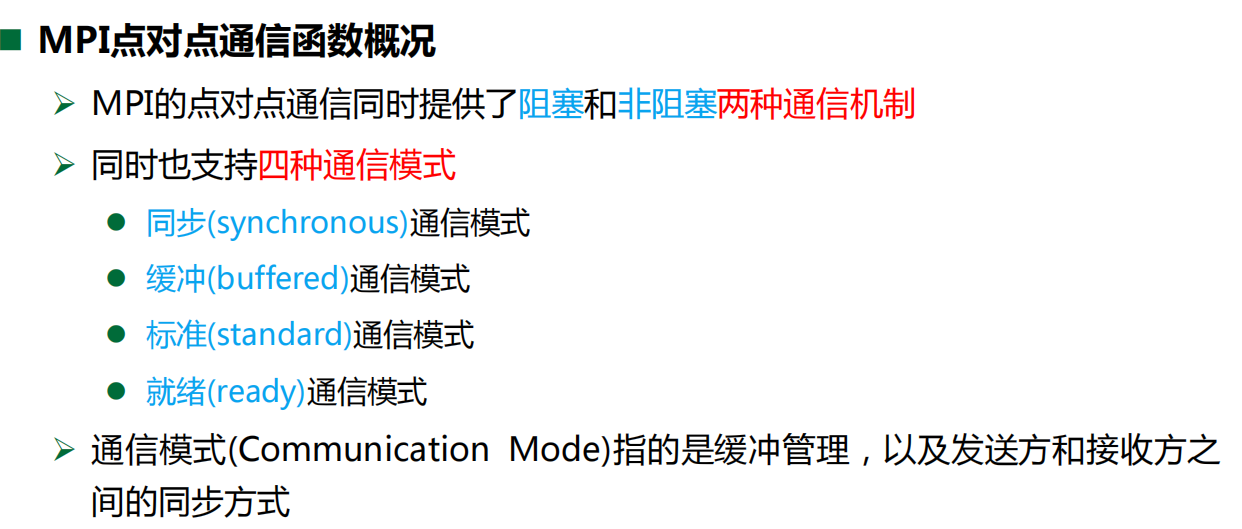 MPI点对点通信函数概况
MPI的点对点通信同时提供了阻塞和非阻塞两种通信机制
同时也支持四种通信模式
同步(synchronous)通信模式
缓冲(buffered)通信模式
标准(standard)通信模式
就绪(ready)通信模式
通信模式(Communication Mode)指的是缓冲管理，以及发送方和接收方之
间的同步方式